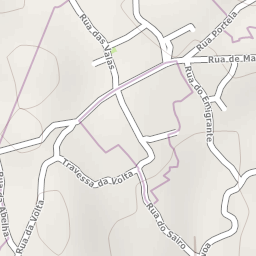 Rua das Valas
Rua Portela
Rua de Ma
Rua do Emigrante
Travessa da Volta
Rua da Volta
Rua do Sairo
Abelha